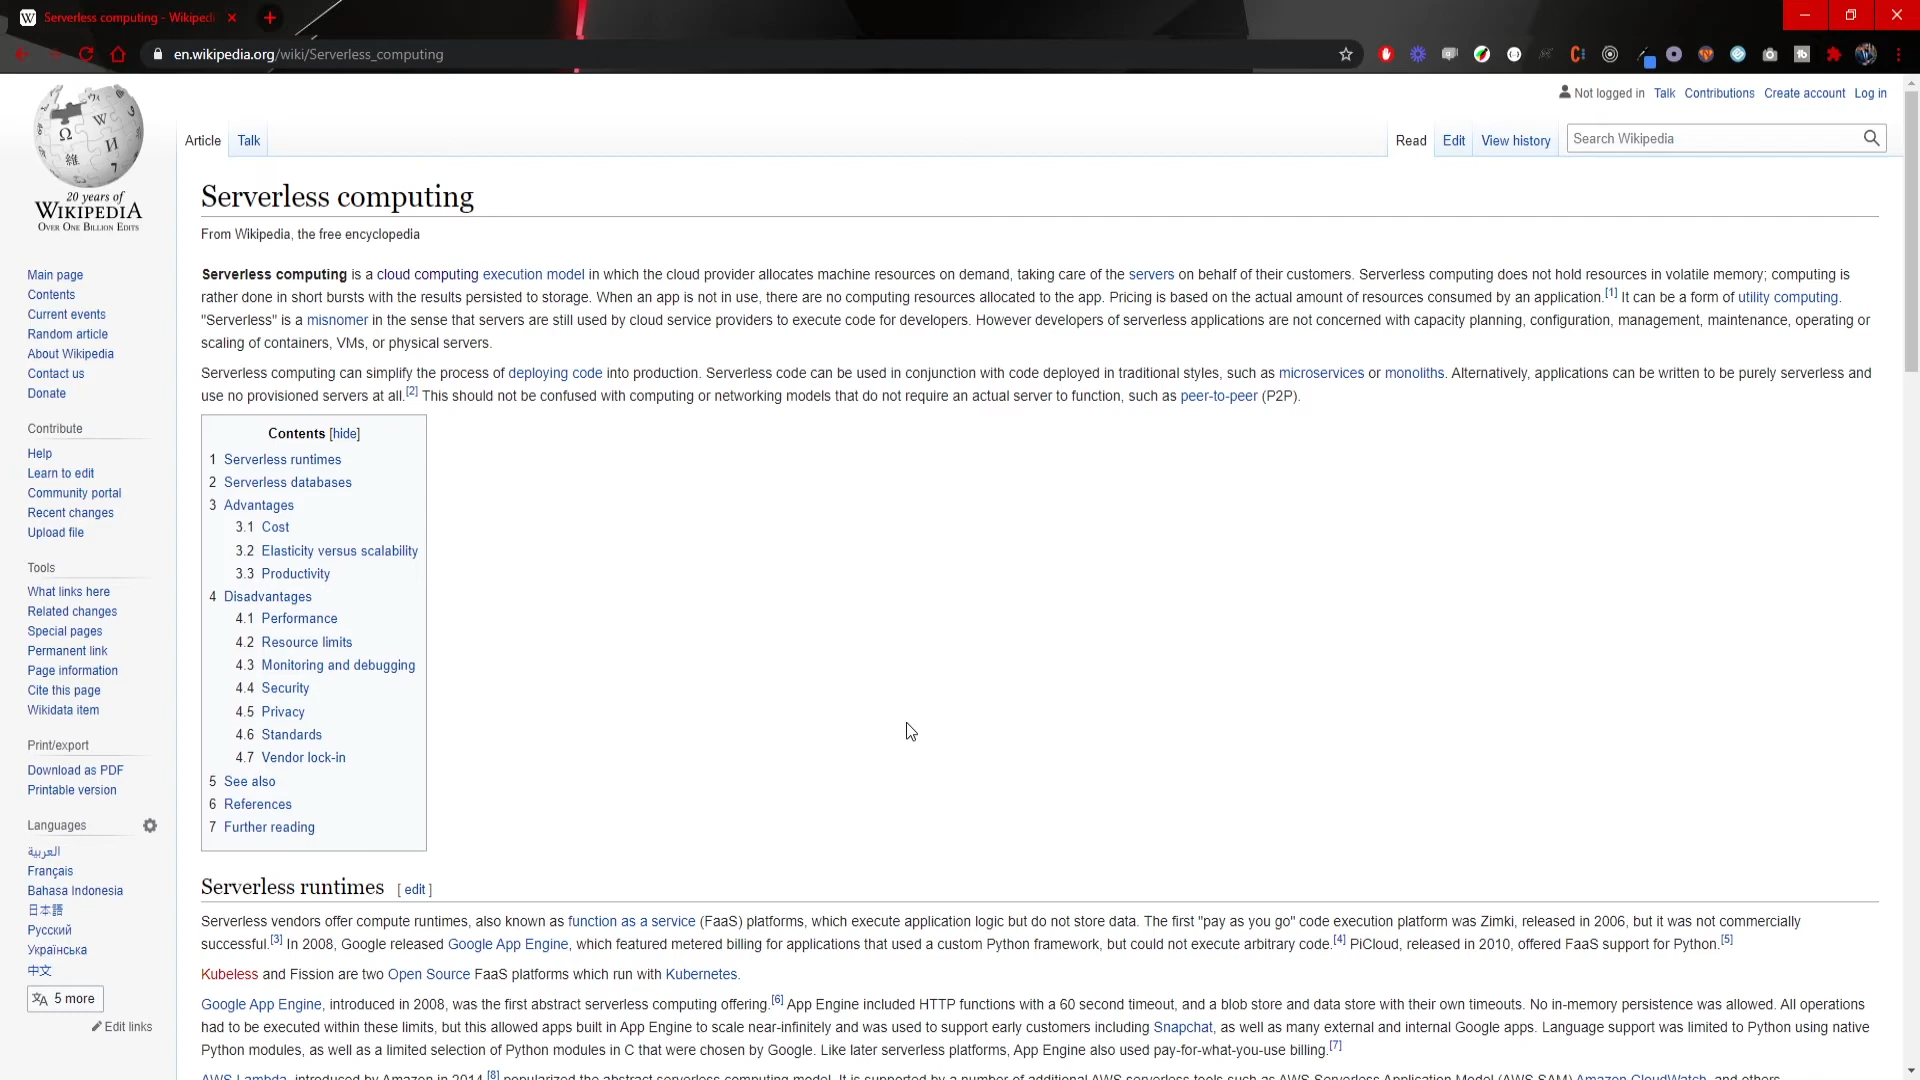 Serverless computing - Wikipedi
en.wikipedia.org/wiki/Serverless_computing
Not logged in Talk Contributions Create account Log in
Article Talk Read Edit View history Search Wikipedia
20 years of
WIKIPEDIA
OVER ONE BILLION EDITS
Main page
Contents
Current events
Random article
About Wikipedia
Contact us
Donate
Contribute
Help
Learn to edit
Community portal
Recent changes
Upload file
Tools
What links here
Related changes
Special pages
Permanent link
Page information
Cite this page
Wikidata item
Print/export
Download as PDF
Printable version
Languages
العربية
Français
Bahasa Indonesia
日本語
Русский
Українська
中文
5 more
Edit links
Serverless computing
From Wikipedia, the free encyclopedia
Serverless computing is a cloud computing execution model in which the cloud provider allocates machine resources on demand, taking care of the servers on behalf of their customers. Serverless computing does not hold resources in volatile memory; computing is
rather done in short bursts with the results persisted to storage. When an app is not in use, there are no computing resources allocated to the app. Pricing is based on the actual amount of resources consumed by an application.[1] It can be a form of utility computing.
"Serverless" is a misnomer in the sense that servers are still used by cloud service providers to execute code for developers. However developers of serverless applications are not concerned with capacity planning, configuration, management, maintenance, operating or
scaling of containers, VMs, or physical servers.
Serverless computing can simplify the process of deploying code into production. Serverless code can be used in conjunction with code deployed in traditional styles, such as microservices or monoliths. Alternatively, applications can be written to be purely serverless and
use no provisioned servers at all.[2] This should not be confused with computing or networking models that do not require an actual server to function, such as peer-to-peer (P2P).
Contents [hide]
1 Serverless runtimes
2 Serverless databases
3 Advantages
3.1 Cost
3.2 Elasticity versus scalability
3.3 Productivity
4 Disadvantages
4.1 Performance
4.2 Resource limits
4.3 Monitoring and debugging
4.4 Security
4.5 Privacy
4.6 Standards
4.7 Vendor lock-in
5 See also
6 References
7 Further reading
Serverless runtimes [ edit ]
Serverless vendors offer compute runtimes, also known as function as a service (FaaS) platforms, which execute application logic but do not store data. The first "pay as you go" code execution platform was Zimki, released in 2006, but it was not commercially
successful.[3] In 2008, Google released Google App Engine, which featured metered billing for applications that used a custom Python framework, but could not execute arbitrary code.[4] PiCloud, released in 2010, offered FaaS support for Python.[5]
Kubeless and Fission are two Open Source FaaS platforms which run with Kubernetes.
Google App Engine, introduced in 2008, was the first abstract serverless computing offering.[6] App Engine included HTTP functions with a 60 second timeout, and a blob store and data store with their own timeouts. No in-memory persistence was allowed. All operations
had to be executed within these limits, but this allowed apps built in App Engine to scale near-infinitely and was used to support early customers including Snapchat, as well as many external and internal Google apps. Language support was limited to Python using native
Python modules, as well as a limited selection of Python modules in C that were chosen by Google. Like later serverless platforms, App Engine also used pay-for-what-you-use billing.[7]
AWS Lambda, introduced by Amazon in 2014,[8] popularized the abstract serverless computing model. It is supported by a number of additional AWS serverless tools such as AWS Serverless Application Model (AWS SAM) Amazon CloudWatch, and others.